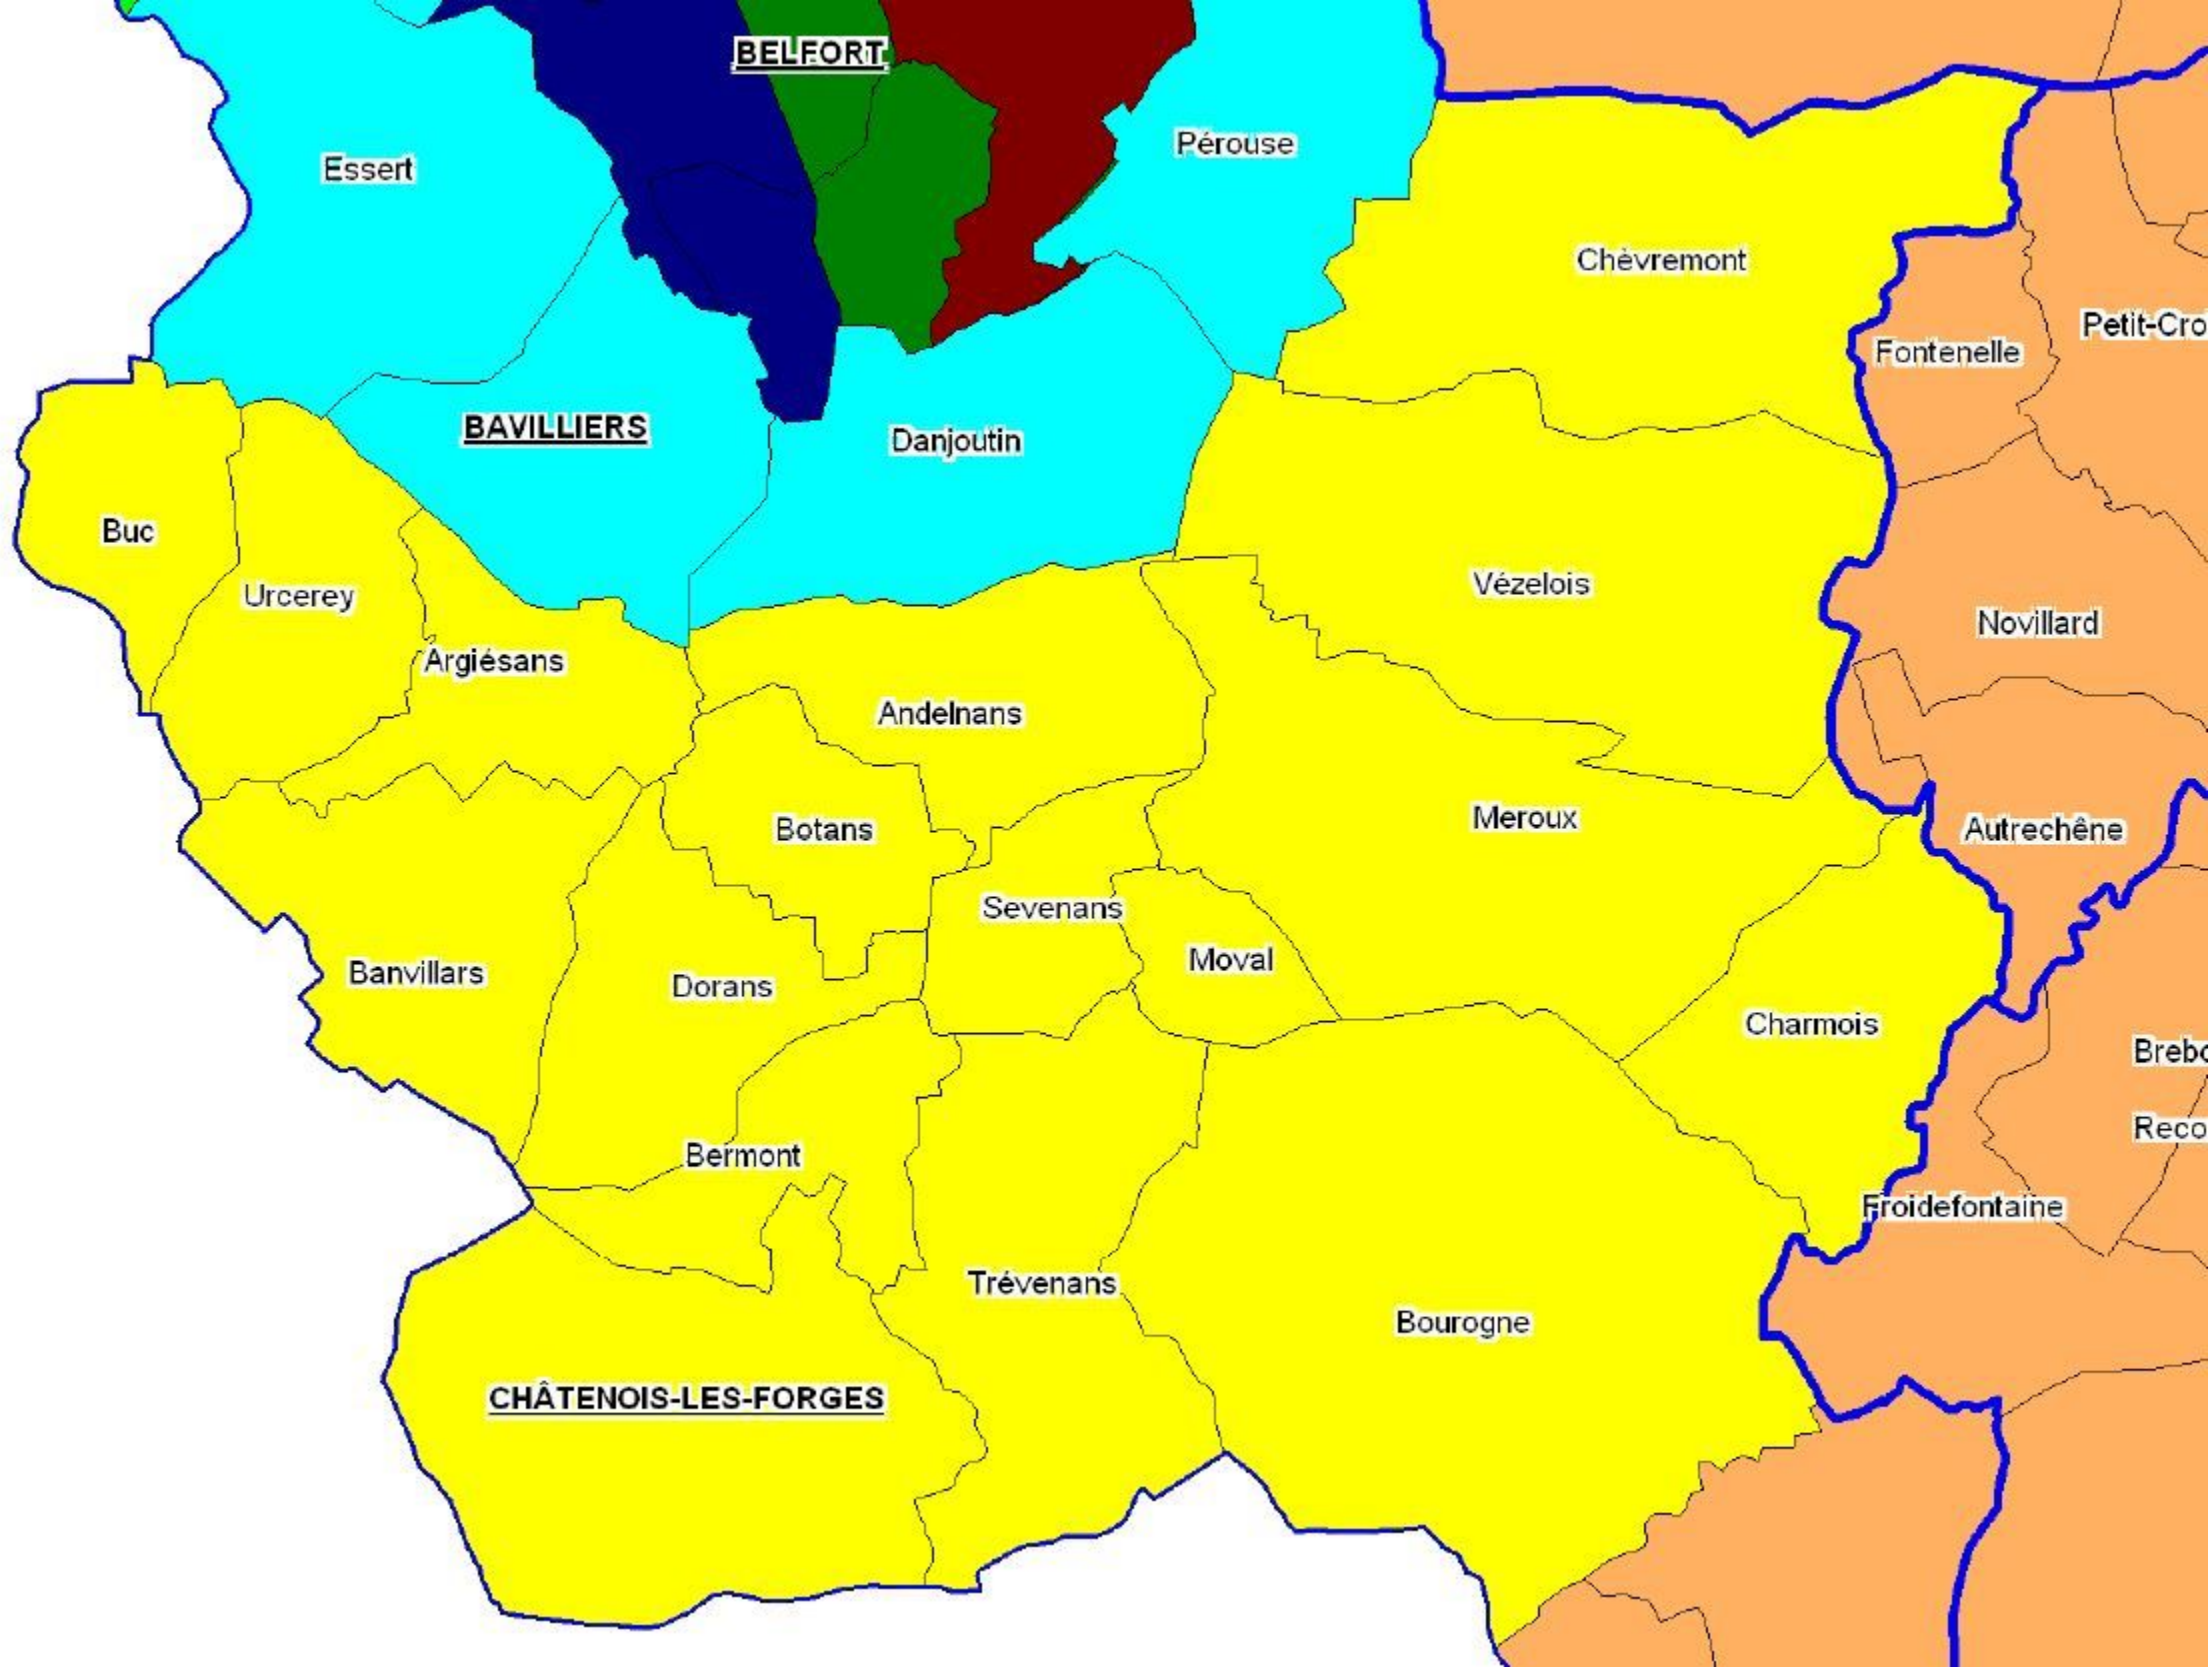 BELFORT
Pérouse
Essert
Chèvremont
Petit-Cro
Fontenelle
BAVILLIERS
Danjoutin
Buc
Vézelois
Urcerey
Novillard
Argiésans
Andelnans
Meroux
Botans
Autrechêne
Sevenans
Moval
Banvillars
Dorans
Charmois
Brebo
Reco
Bermont
Froidefontaine
Trévenans
Bourogne
CHÂTENOIS-LES-FORGES